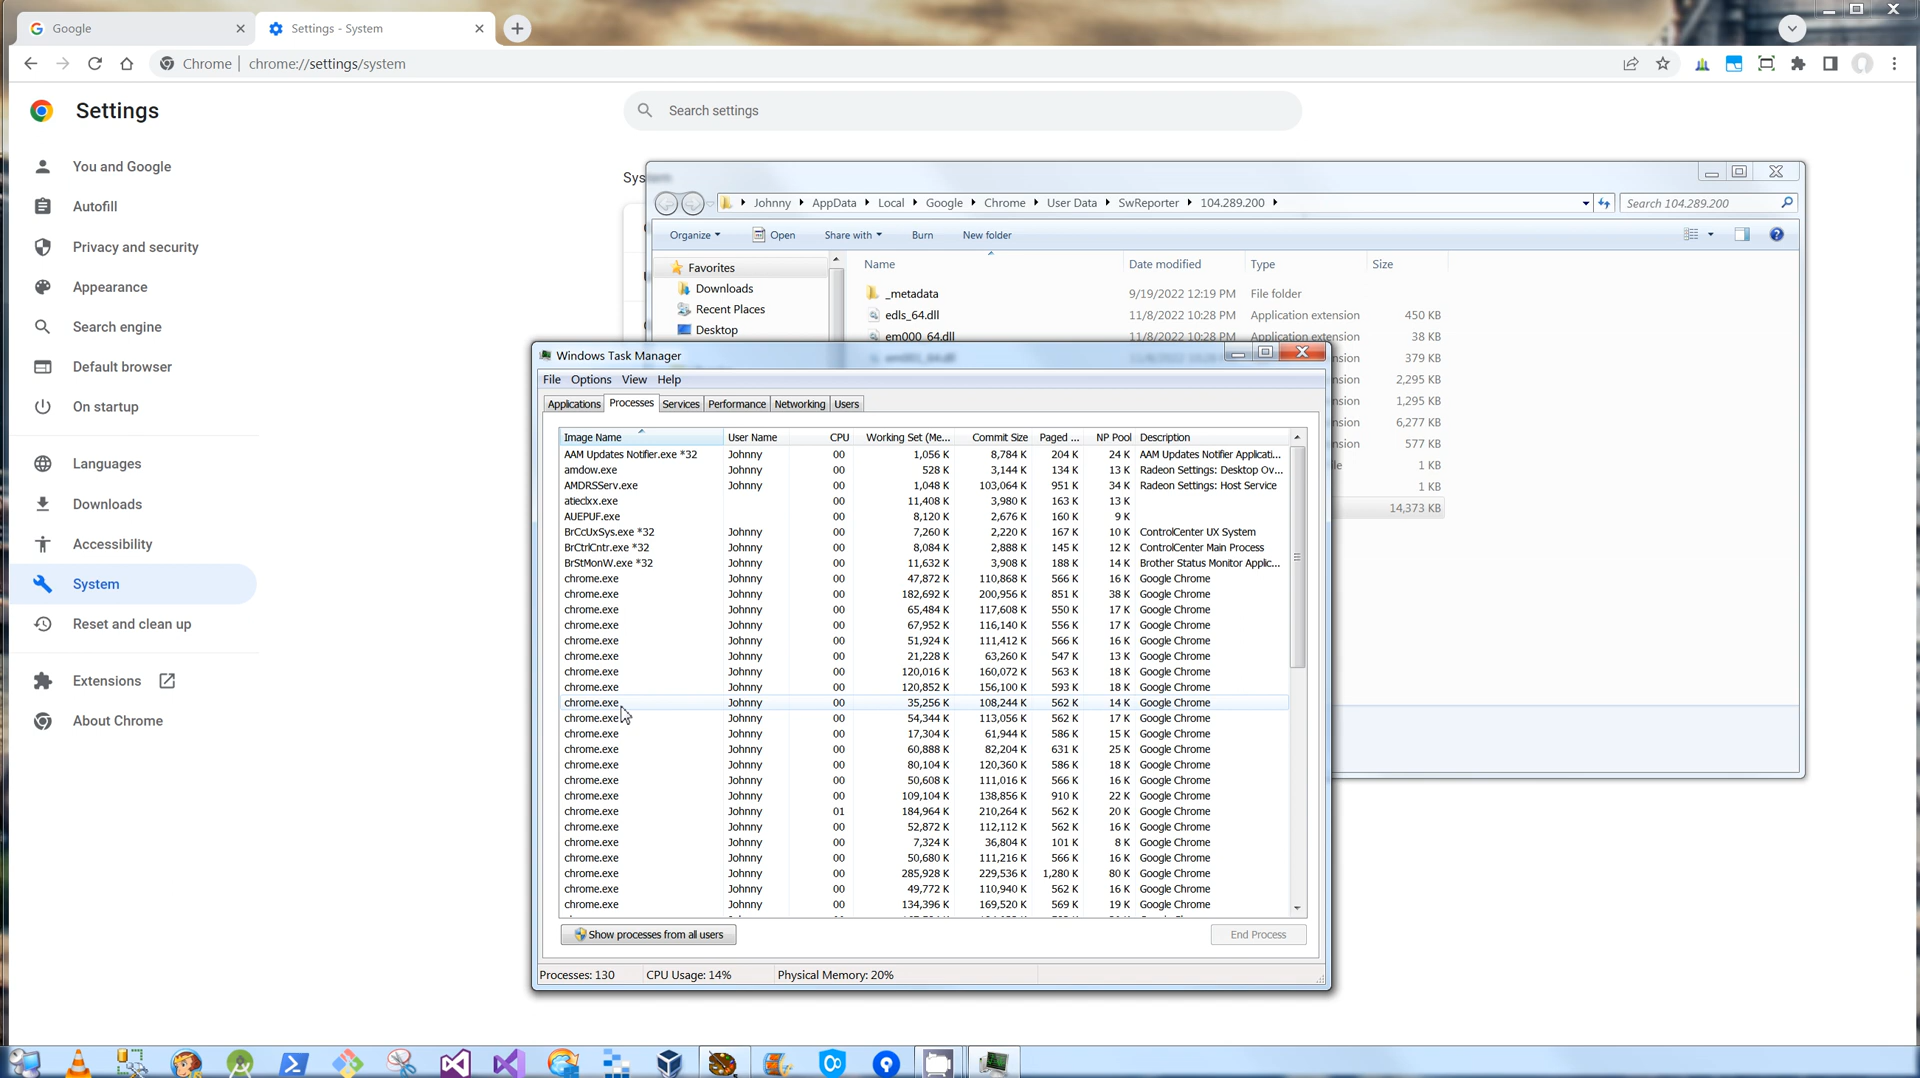 Google
Settings - System
Chrome | chrome://settings/system
Settings
Search settings
You and Google
Autofill
Privacy and security
Appearance
Search engine
Default browser
On startup
Languages
Downloads
Accessibility
System
Reset and clean up
Extensions
About Chrome
Johnny AppData Local Google Chrome User Data SwReporter 104.289.200
Search 104.289.200
Organize Open Share with Burn New folder
Name Date modified Type Size
Favorites
Downloads
Recent Places
Desktop
_metadata 9/19/2022 12:19 PM File folder
edls_64.dll 11/8/2022 10:28 PM Application extension 450 KB
em000_64.dll 11/8/2022 10:28 PM Application extension 38 KB
379 KB
2,295 KB
1,295 KB
6,277 KB
577 KB
1 KB
1 KB
14,373 KB
Windows Task Manager
File Options View Help
Applications Processes Services Performance Networking Users
Image Name User Name CPU Working Set (Me... Commit Size Paged ... NP Pool Description
AAM Updates Notifier.exe *32 Johnny 00 1,056 K 8,784 K 204 K 24 K AAM Updates Notifier Applicati...
amdow.exe Johnny 00 528 K 3,144 K 134 K 13 K Radeon Settings: Desktop Ov...
AMDRSServ.exe Johnny 00 1,048 K 103,064 K 951 K 34 K Radeon Settings: Host Service
atieclxx.exe 00 11,408 K 3,980 K 163 K 13 K
AUEPUF.exe 00 8,120 K 2,676 K 160 K 9 K
BrCcUxSys.exe *32 Johnny 00 7,260 K 2,220 K 167 K 10 K ControlCenter UX System
BrCtrlCntr.exe *32 Johnny 00 8,084 K 2,888 K 145 K 12 K ControlCenter Main Process
BrStMonW.exe *32 Johnny 00 11,632 K 3,908 K 188 K 14 K Brother Status Monitor Applic...
chrome.exe Johnny 00 47,872 K 110,868 K 566 K 16 K Google Chrome
chrome.exe Johnny 00 182,692 K 200,956 K 851 K 38 K Google Chrome
chrome.exe Johnny 00 65,484 K 117,608 K 550 K 17 K Google Chrome
chrome.exe Johnny 00 67,952 K 116,140 K 556 K 17 K Google Chrome
chrome.exe Johnny 00 51,924 K 111,412 K 566 K 16 K Google Chrome
chrome.exe Johnny 00 21,228 K 63,260 K 547 K 13 K Google Chrome
chrome.exe Johnny 00 120,016 K 160,072 K 563 K 18 K Google Chrome
chrome.exe Johnny 00 120,852 K 156,100 K 593 K 18 K Google Chrome
chrome.exe Johnny 00 35,256 K 108,244 K 562 K 14 K Google Chrome
chrome.exe Johnny 00 54,344 K 113,056 K 562 K 17 K Google Chrome
chrome.exe Johnny 00 17,304 K 61,944 K 586 K 15 K Google Chrome
chrome.exe Johnny 00 60,888 K 82,204 K 631 K 25 K Google Chrome
chrome.exe Johnny 00 80,104 K 120,360 K 586 K 18 K Google Chrome
chrome.exe Johnny 00 50,608 K 111,016 K 566 K 16 K Google Chrome
chrome.exe Johnny 00 109,104 K 138,856 K 910 K 22 K Google Chrome
chrome.exe Johnny 01 184,964 K 210,264 K 562 K 20 K Google Chrome
chrome.exe Johnny 00 52,872 K 112,112 K 562 K 16 K Google Chrome
chrome.exe Johnny 00 7,324 K 36,804 K 101 K 8 K Google Chrome
chrome.exe Johnny 00 50,680 K 111,216 K 566 K 16 K Google Chrome
chrome.exe Johnny 00 285,928 K 229,536 K 1,280 K 80 K Google Chrome
chrome.exe Johnny 00 49,772 K 110,940 K 562 K 16 K Google Chrome
chrome.exe Johnny 00 134,396 K 169,520 K 569 K 19 K Google Chrome
Show processes from all users End Process
Processes: 130 CPU Usage: 14% Physical Memory: 20%